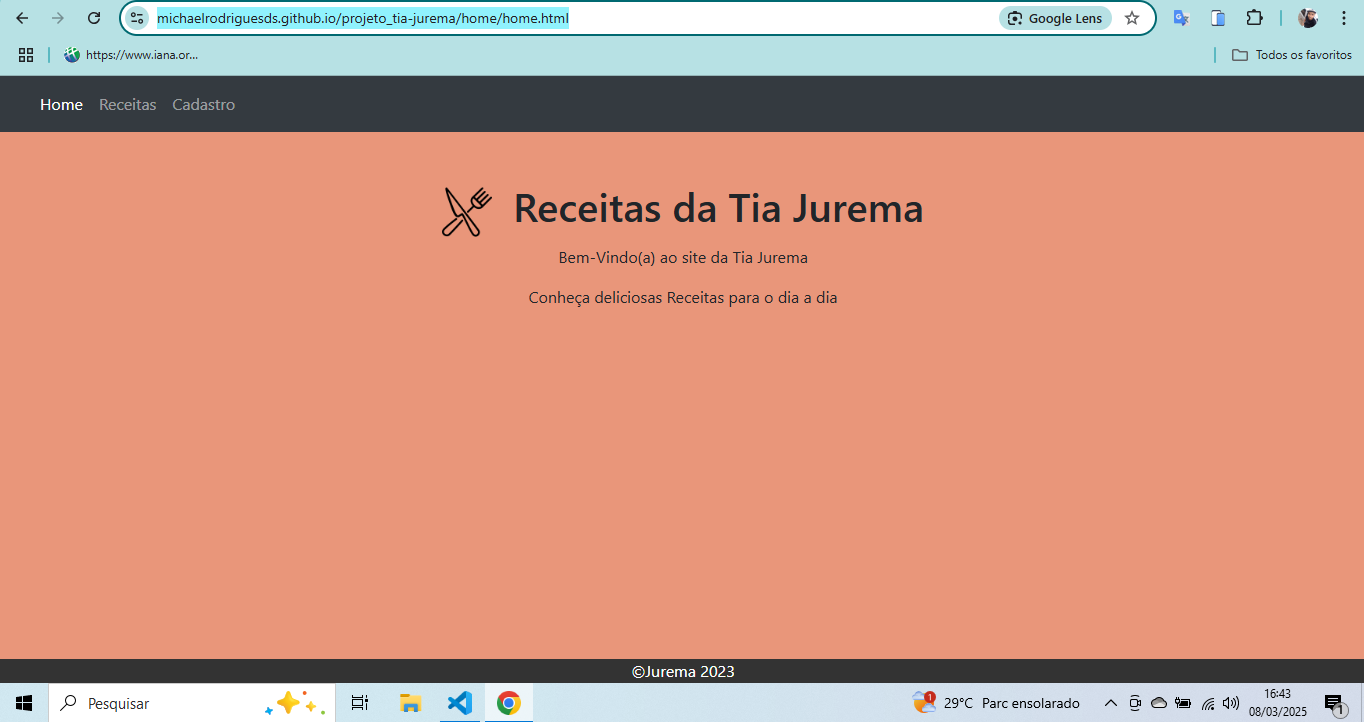 michaelrodriguesds.github.io/projeto_tia-jurema/home/home.html Google Lens
https://www.iana.or... Todos os favoritos
Home Receitas Cadastro
Receitas da Tia Jurema
Bem-Vindo(a) ao site da Tia Jurema
Conheça deliciosas Receitas para o dia a dia
©Jurema 2023
Pesquisar 1 29°C Parc ensolarado 16:43
08/03/2025 1